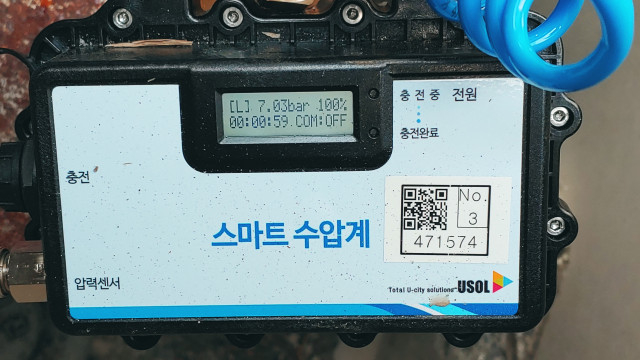 [L] 7.03bar 100%
00:00:59 COM:OFF
충 전 중 전원
충전완료
충전
No.
3
471574
스마트 수압계
압력센서
Total U-city solutions USOL